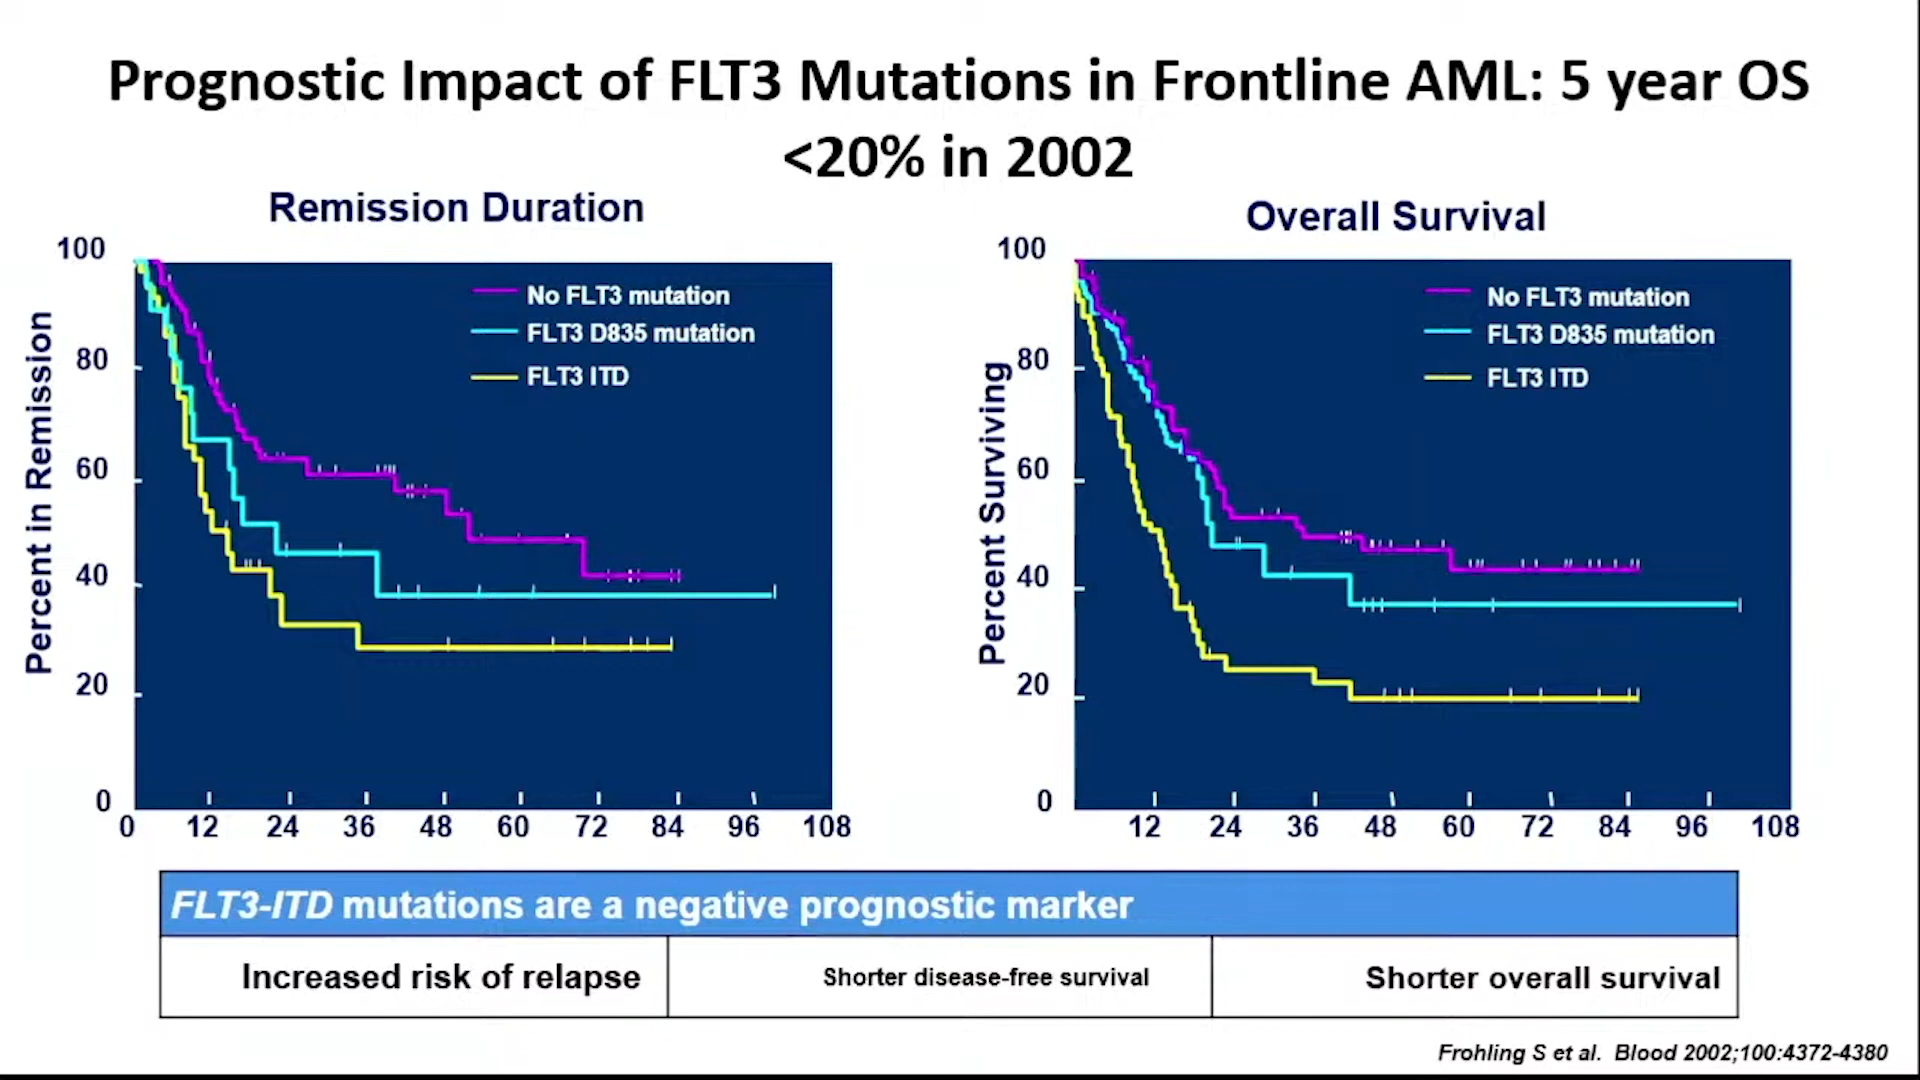 Prognostic Impact of FLT3 Mutations in Frontline AML: 5 year OS
<20% in 2002
Remission Duration
Percent in Remission
100
80
60
40
20
0
No FLT3 mutation
FLT3 D835 mutation
FLT3 ITD
0 12 24 36 48 60 72 84 96 108
Overall Survival
Percent Surviving
100
80
60
40
20
0
No FLT3 mutation
FLT3 D835 mutation
FLT3 ITD
12 24 36 48 60 72 84 96 108
FLT3-ITD mutations are a negative prognostic marker
Increased risk of relapse
Shorter disease-free survival
Shorter overall survival
Frohling S et al. Blood 2002;100:4372-4380